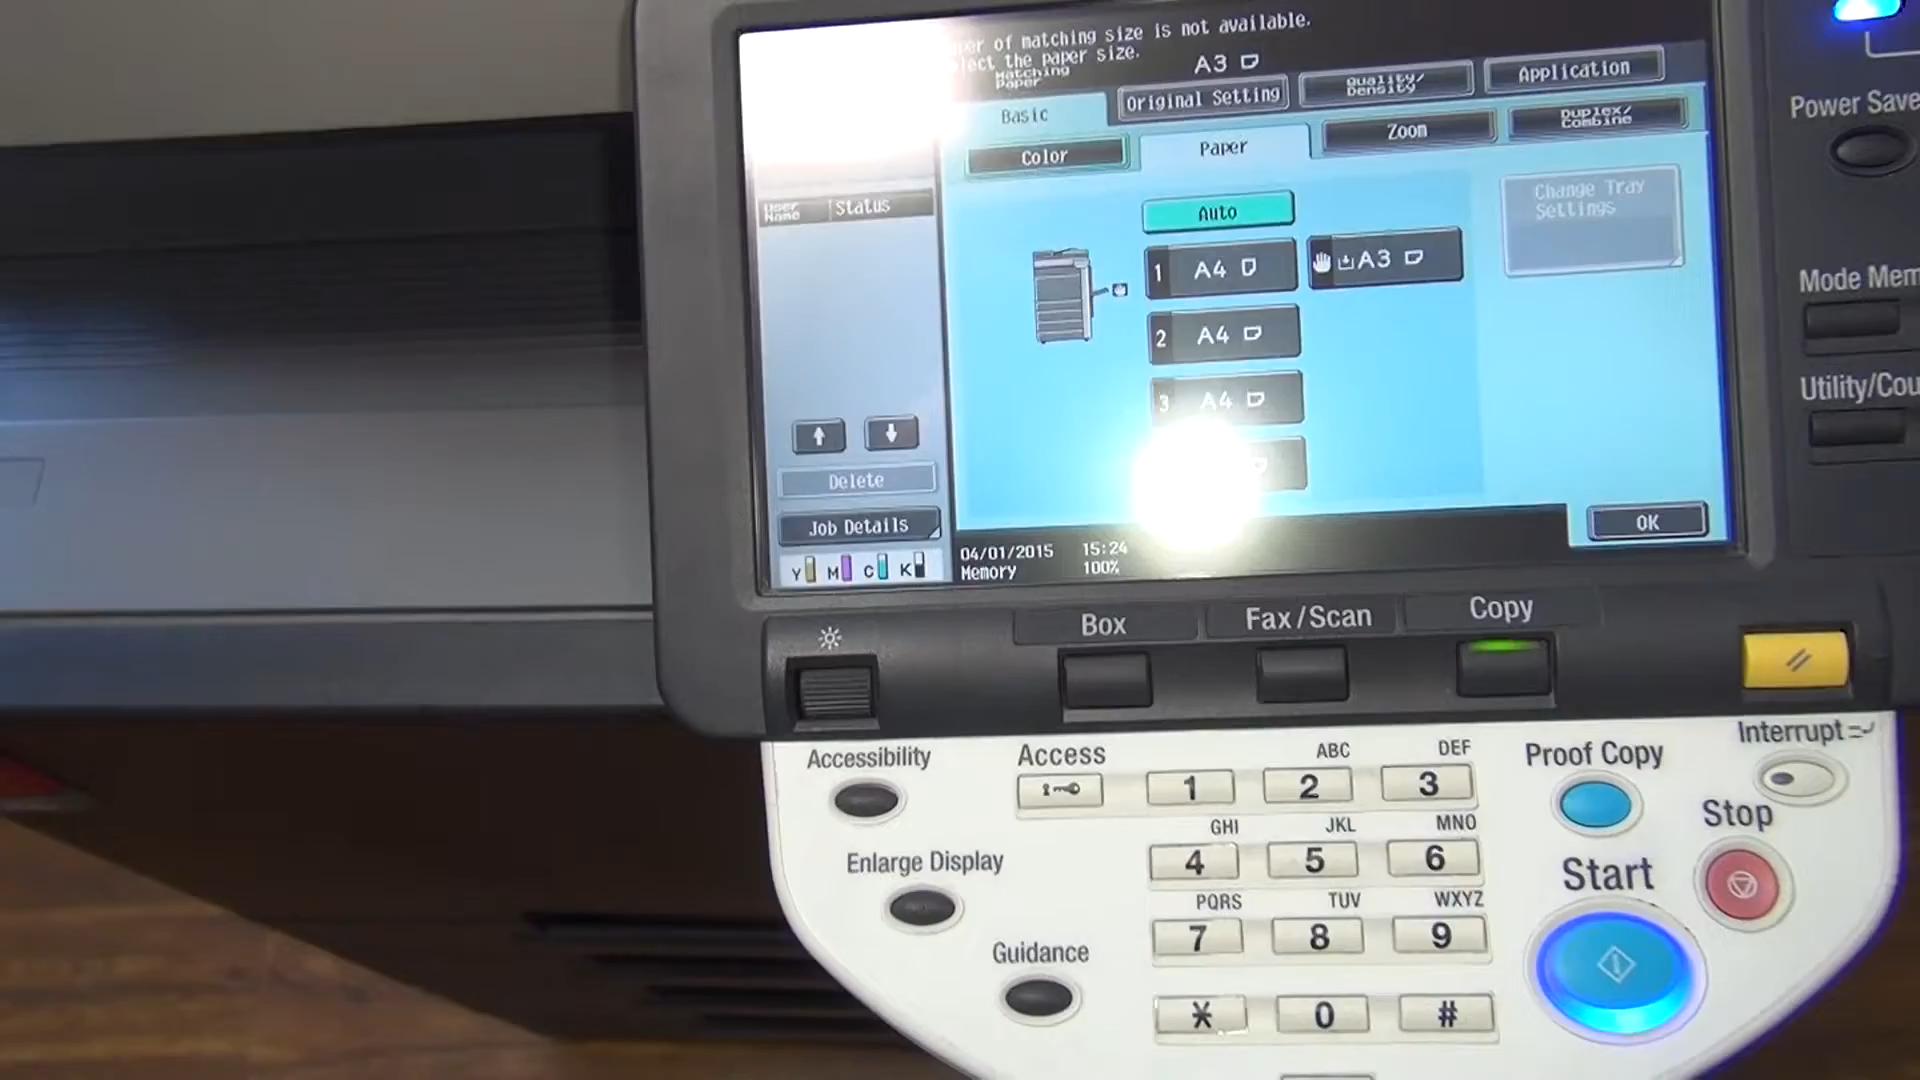 of matching size is not available.
the paper size.
Matching
Paper
A3
Basic
Original Setting
Quality/
Density
Application
Color
Paper
Zoom
Duplex/
Combine
User
Name
Status
Auto
Change Tray
Settings
1 A4
A3
2 A4
3 A4
Delete
Job Details
OK
Y M C K
04/01/2015 15:24
Memory 100%
Power Save
Mode Mem
Utility/Cou
Box
Fax/Scan
Copy
Accessibility
Access
Enlarge Display
Guidance
1
ABC
2
DEF
3
GHI
4
JKL
5
MNO
6
PQRS
7
TUV
8
WXYZ
9
*
0
#
Proof Copy
Interrupt
Stop
Start